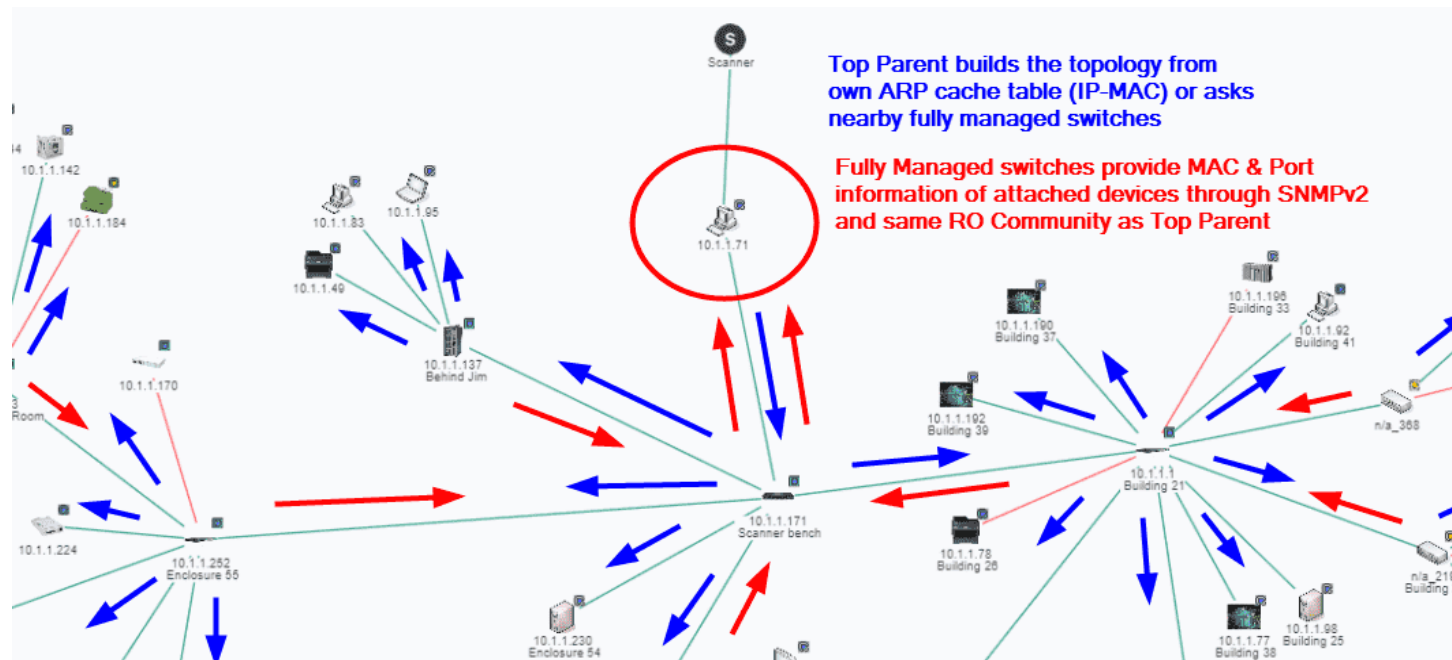 S
Scanner
Top Parent builds the topology from
own ARP cache table (IP-MAC) or asks
nearby fully managed switches
Fully Managed switches provide MAC & Port
information of attached devices through SNMPv2
and same RO Community as Top Parent
10.1.1.142
10.1.1.184
10.1.1.83
10.1.1.95
10.1.1.49
10.1.1.71
10.1.1.137
Behind Jim
10.1.1.170
3
Room
10.1.1.190
Building 37
10.1.1.196
Building 33
10.1.1.92
Building 41
10.1.1.192
Building 39
n/a_368
10.1.1.1
Building 21
10.1.1.171
Scanner bench
10.1.1.224
10.1.1.252
Enclosure 55
10.1.1.78
Building 26
n/a_210
Building
10.1.1.230
Enclosure 54
10.1.1.77
Building 38
10.1.1.98
Building 25